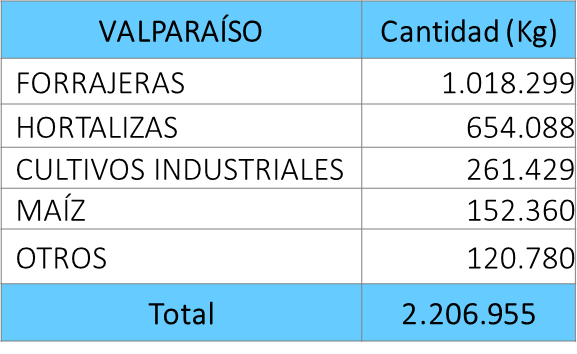 VALPARAÍSO Cantidad (Kg)
FORRAJERAS 1.018.299
HORTALIZAS 654.088
CULTIVOS INDUSTRIALES 261.429
MAÍZ 152.360
OTROS 120.780
Total 2.206.955